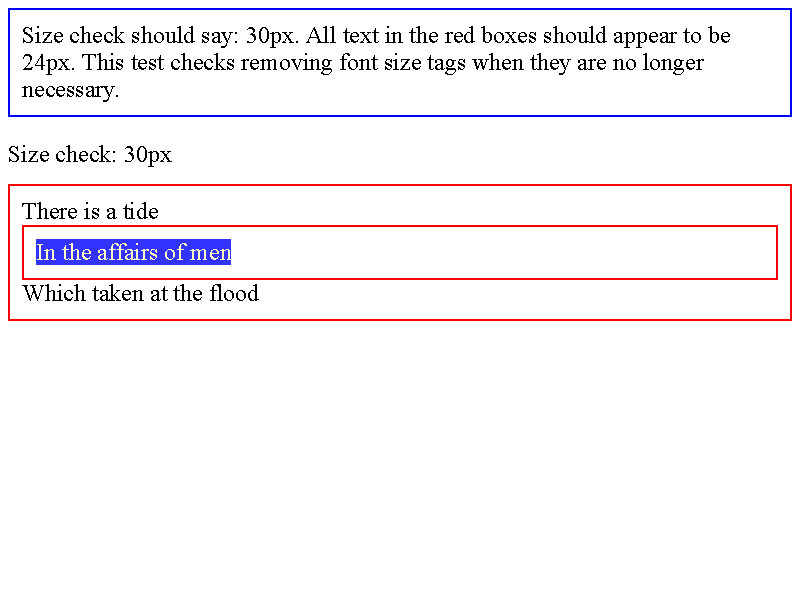 Size check should say: 30px. All text in the red boxes should appear to be
24px. This test checks removing font size tags when they are no longer
necessary.
Size check: 30px
There is a tide
In the affairs of men
Which taken at the flood